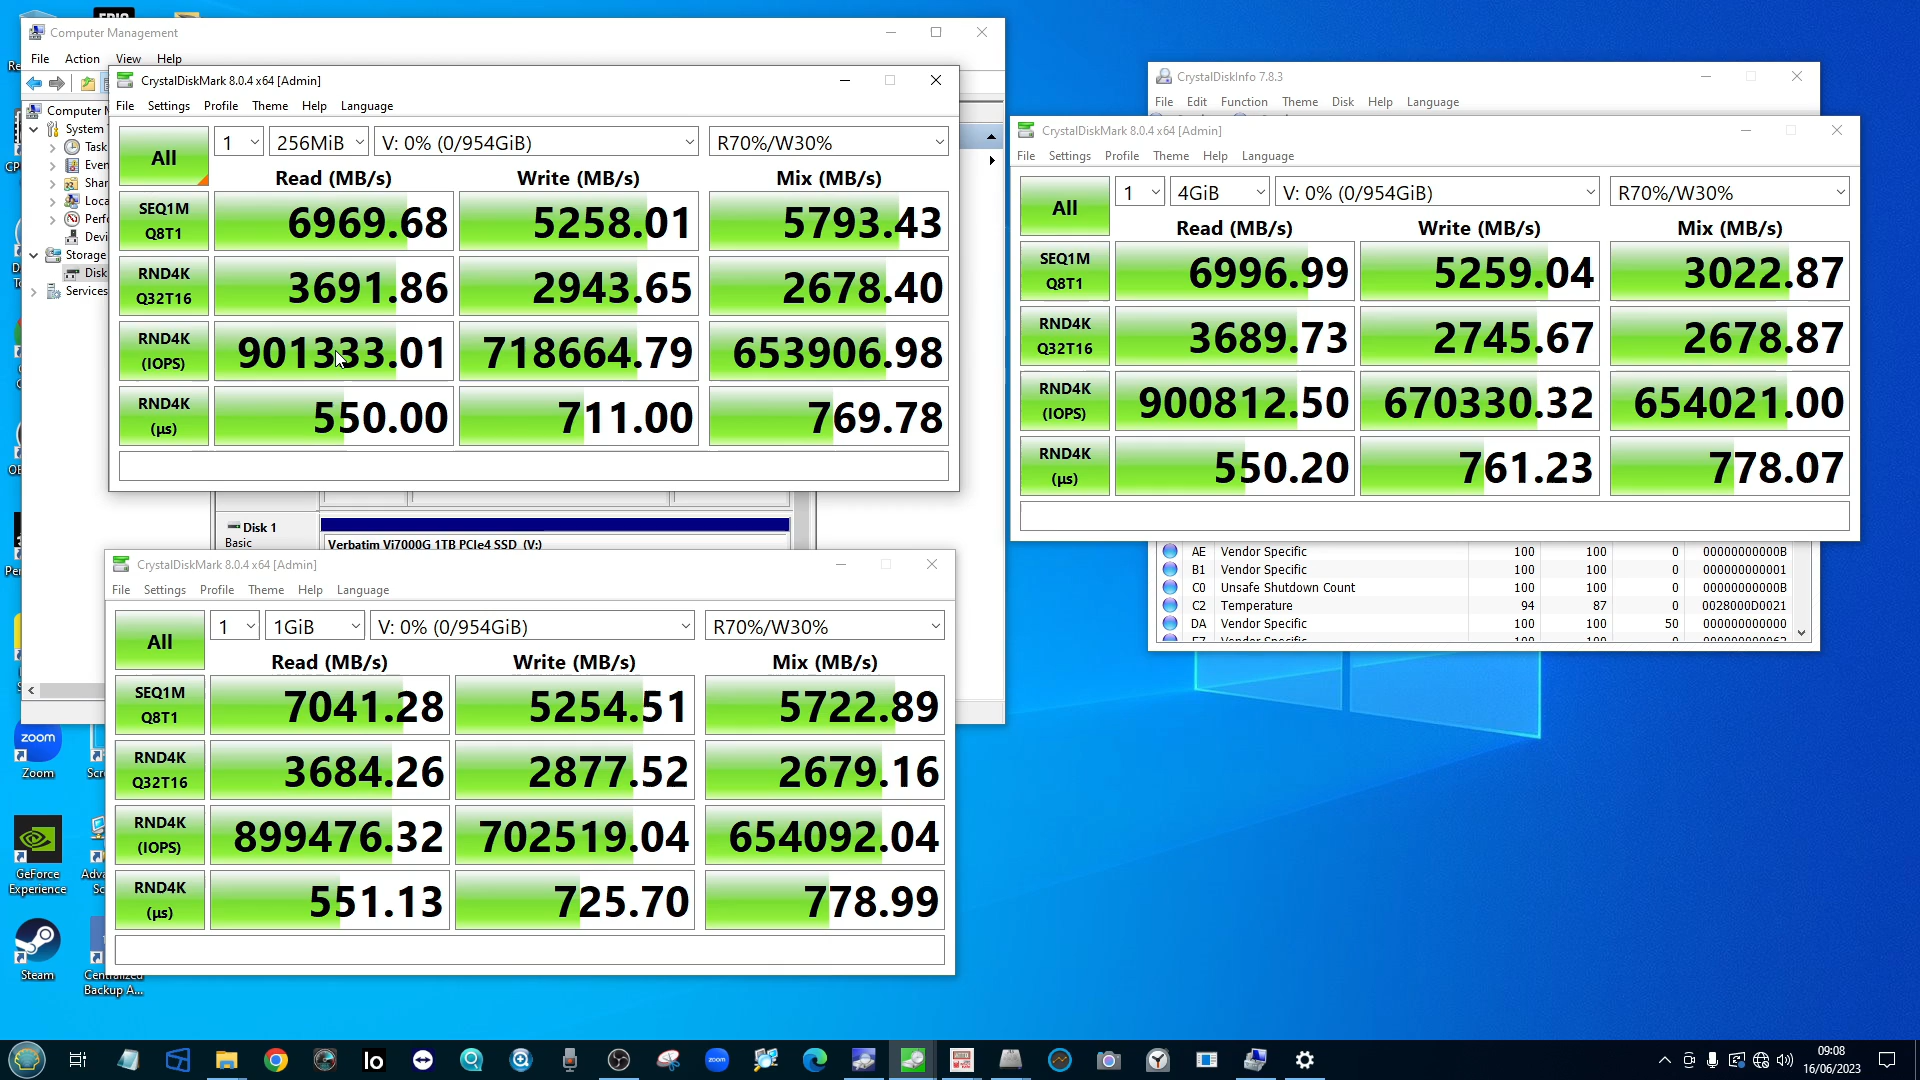 Computer Management
File Action View Help
Computer M
System
Task
Even
Shar
Loca
Perf
Devi
Storage
Disk
Services
CrystalDiskMark 8.0.4 x64 [Admin]
File Settings Profile Theme Help Language
All 1 256MiB V: 0% (0/954GiB) R70%/W30%
Read (MB/s) Write (MB/s) Mix (MB/s)
SEQ1M
Q8T1
6969.68 5258.01 5793.43
RND4K
Q32T16
3691.86 2943.65 2678.40
RND4K
(IOPS)
901333.01 718664.79 653906.98
RND4K
(μs)
550.00 711.00 769.78
Disk 1
Basic
Verbatim Vi7000G 1TB PCIe4 SSD (V:)
CrystalDiskInfo 7.8.3
File Edit Function Theme Disk Help Language
CrystalDiskMark 8.0.4 x64 [Admin]
File Settings Profile Theme Help Language
All 1 4GiB V: 0% (0/954GiB) R70%/W30%
Read (MB/s) Write (MB/s) Mix (MB/s)
SEQ1M
Q8T1
6996.99 5259.04 3022.87
RND4K
Q32T16
3689.73 2745.67 2678.87
RND4K
(IOPS)
900812.50 670330.32 654021.00
RND4K
(μs)
550.20 761.23 778.07
AE Vendor Specific 100 100 0 00000000000B
B1 Vendor Specific 100 100 0 000000000001
C0 Unsafe Shutdown Count 100 100 0 00000000000B
C2 Temperature 94 87 0 0028000D0021
DA Vendor Specific 100 100 50 000000000000
CrystalDiskMark 8.0.4 x64 [Admin]
File Settings Profile Theme Help Language
All 1 1GiB V: 0% (0/954GiB) R70%/W30%
Read (MB/s) Write (MB/s) Mix (MB/s)
SEQ1M
Q8T1
7041.28 5254.51 5722.89
RND4K
Q32T16
3684.26 2877.52 2679.16
RND4K
(IOPS)
899476.32 702519.04 654092.04
RND4K
(μs)
551.13 725.70 778.99
zoom
Zoom
GeForce
Experience
Steam
Centralized
Backup A...
Io
zoom
09:08
16/06/2023